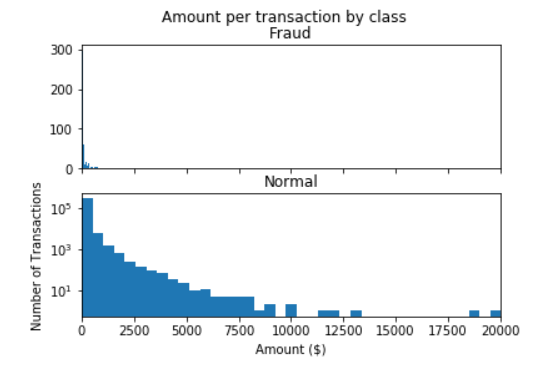 Amount per transaction by class
Fraud
300
200
100
0
Normal
Number of Transactions
10⁵
10³
10¹
0 2500 5000 7500 10000 12500 15000 17500 20000
Amount ($)